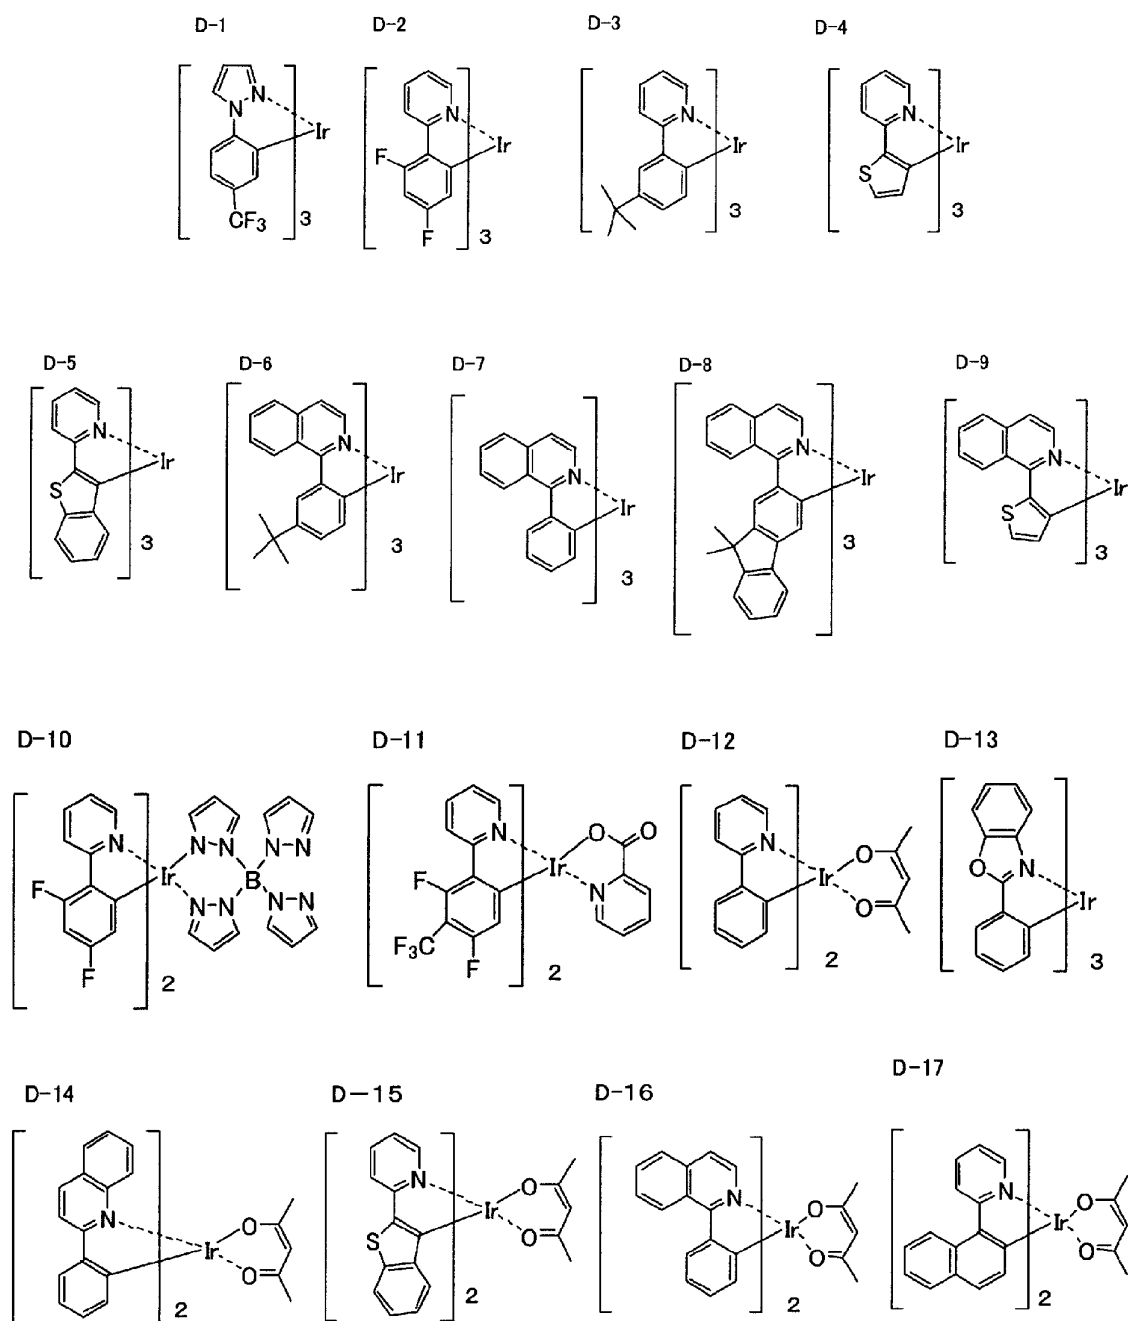 D-1 D-2 D-3 D-4
N N Ir CF3 3
N Ir F F 3
N Ir 3
N Ir S 3
D-5 D-6 D-7 D-8 D-9
N Ir S 3
N Ir 3
N Ir 3
N Ir 3
N Ir S 3
D-10 D-11 D-12 D-13
N Ir F F 2 N N N N B N N N N
N Ir F F3C F 2 O O N
N Ir 2 O O
O N Ir 3
D-14 D-15 D-16 D-17
N Ir 2 O O
N Ir S 2 O O
N Ir 2 O O
N Ir 2 O O